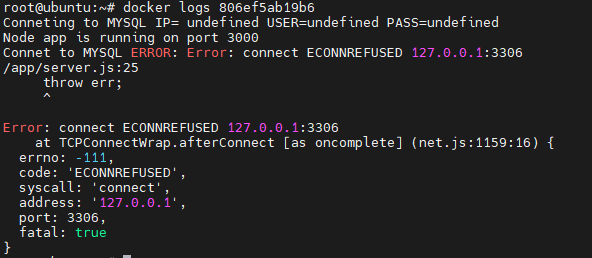 root@ubuntu:~# docker logs 806ef5ab19b6
Conneting to MYSQL IP= undefined USER=undefined PASS=undefined
Node app is running on port 3000
Connet to MYSQL ERROR: Error: connect ECONNREFUSED 127.0.0.1:3306
/app/server.js:25
      throw err;
      ^
Error: connect ECONNREFUSED 127.0.0.1:3306
    at TCPConnectWrap.afterConnect [as oncomplete] (net.js:1159:16) {
  errno: -111,
  code: 'ECONNREFUSED',
  syscall: 'connect',
  address: '127.0.0.1',
  port: 3306,
  fatal: true
}